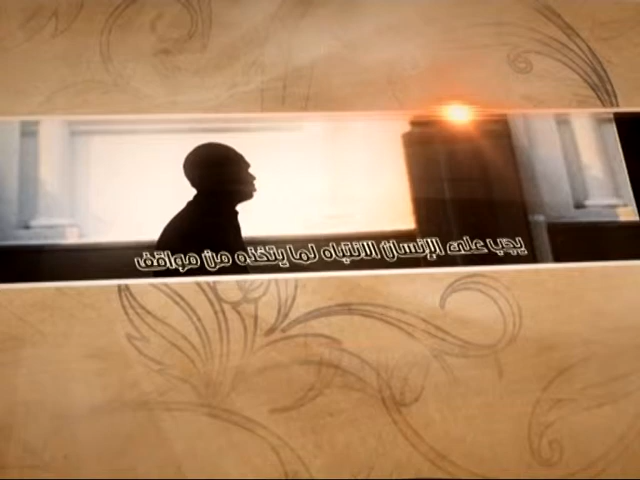 يجب على الإنسان الانتباه لما يتخذه من مواقف